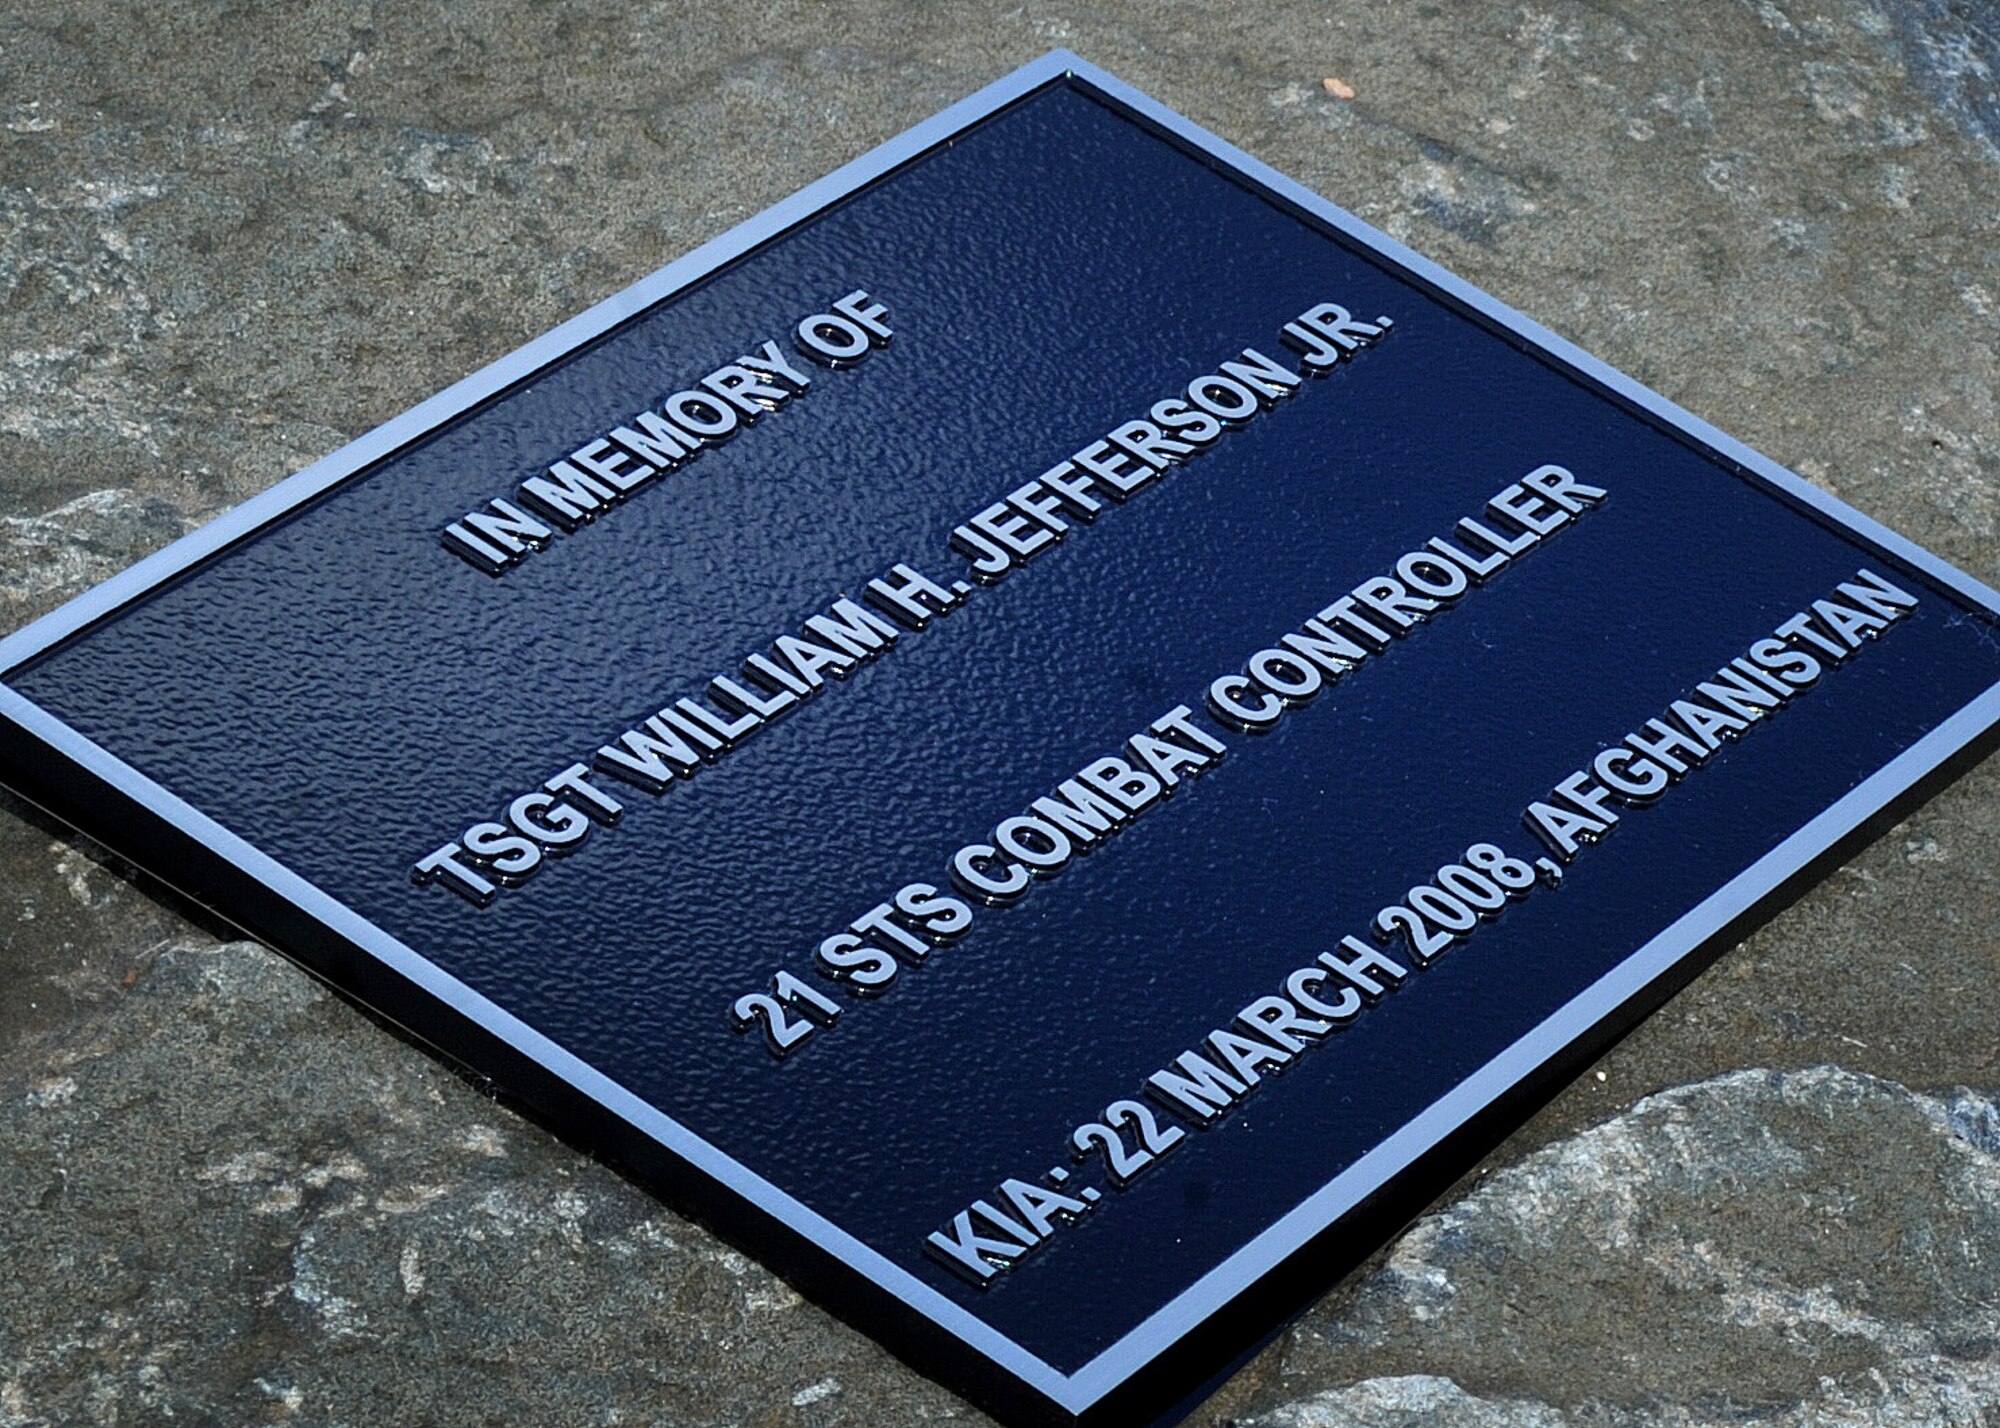 IN MEMORY OF
TSGT WILLIAM H. JEFFERSON JR.
21 STS COMBAT CONTROLLER
KIA: 22 MARCH 2008, AFGHANISTAN